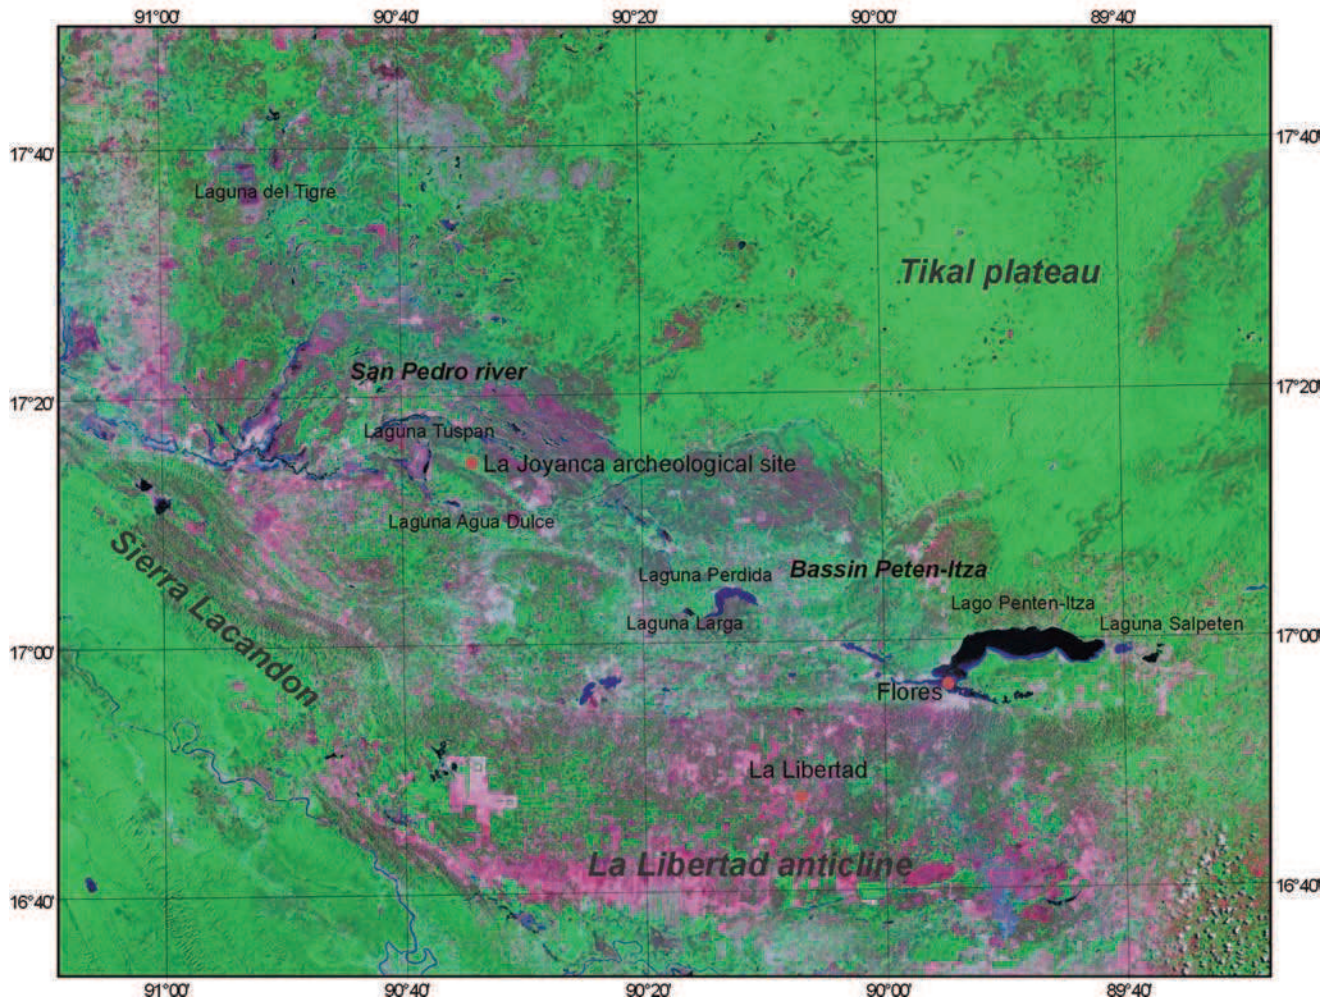 91°00' 90°40' 90°20' 90°00' 89°40'
17°40' 17°40'
Laguna del Tigre
Tikal plateau
San Pedro river
17°20' 17°20'
Laguna Tuspan
La Joyanca archeological site
Laguna Agua Dulce
Sierra Lacandon
Laguna Perdida
Bassin Peten-Itza
Lago Penten-Itza
Laguna Larga
Laguna Salpeten
17°00' 17°00'
Flores
La Libertad
La Libertad anticline
16°40' 16°40'
91°00' 90°40' 90°20' 90°00' 89°40'